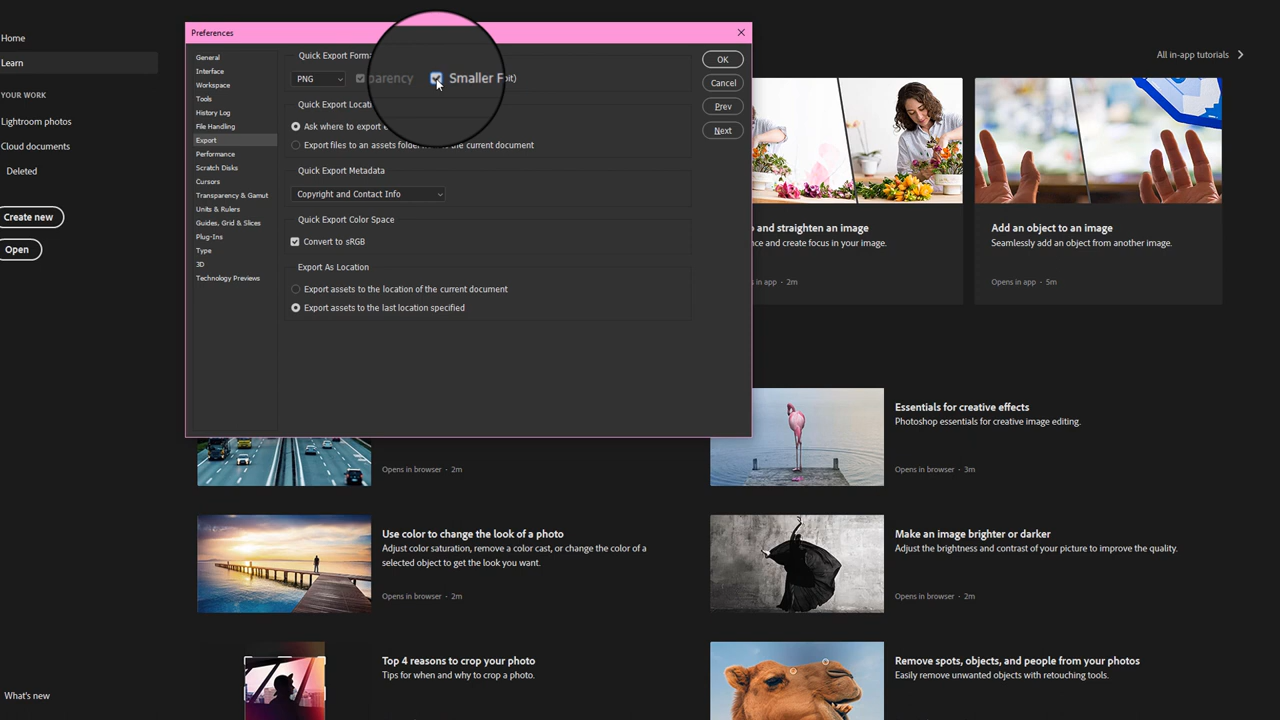 Home
Learn
YOUR WORK
Lightroom photos
Cloud documents
Deleted
Create new
Open
What's new
Preferences
General
Interface
Workspace
Tools
History Log
File Handling
Export
Performance
Scratch Disks
Cursors
Transparency & Gamut
Units & Rulers
Guides, Grid & Slices
Plug-Ins
Type
3D
Technology Previews
Quick Export Forma
PNG
parency
Smaller F
Quick Export Locat
Ask where to export
Export files to an assets folder
the current document
Quick Export Metadata
Copyright and Contact Info
Quick Export Color Space
Convert to sRGB
Export As Location
Export assets to the location of the current document
Export assets to the last location specified
OK
Cancel
Prev
Next
All in-app tutorials
and straighten an image
nce and create focus in your image.
in app · 2m
Add an object to an image
Seamlessly add an object from another image.
Opens in app · 5m
Opens in browser · 2m
Essentials for creative effects
Photoshop essentials for creative image editing.
Opens in browser · 3m
Use color to change the look of a photo
Adjust color saturation, remove a color cast, or change the color of a
selected object to get the look you want.
Opens in browser · 2m
Make an image brighter or darker
Adjust the brightness and contrast of your picture to improve the quality.
Opens in browser · 2m
Top 4 reasons to crop your photo
Tips for when and why to crop a photo.
Remove spots, objects, and people from your photos
Easily remove unwanted objects with retouching tools.